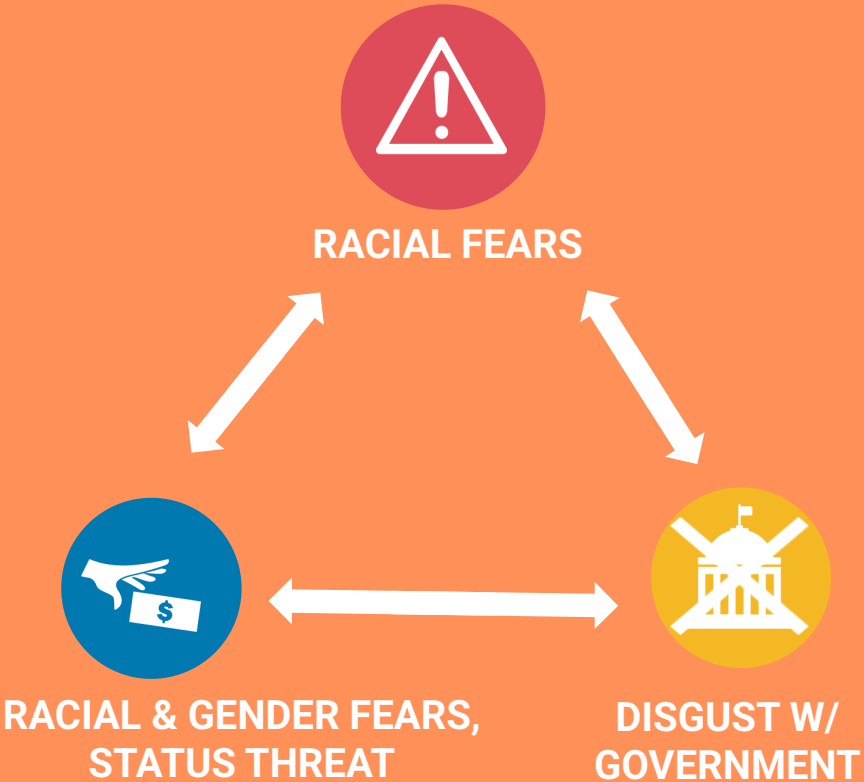 RACIAL FEARS
$
RACIAL & GENDER FEARS,
STATUS THREAT
DISGUST W/
GOVERNMENT